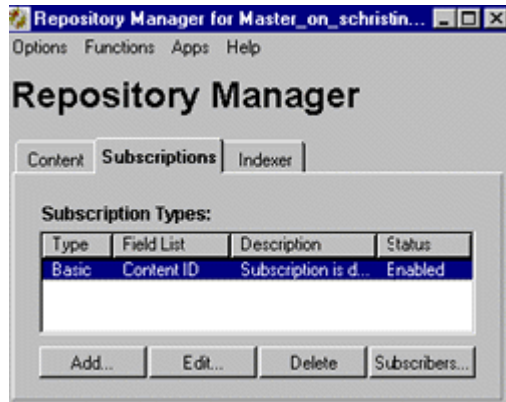 Repository Manager for Master_on_schristin...
Options Functions Apps Help
Repository Manager
Content Subscriptions Indexer
Subscription Types:
Type Field List Description Status
Basic Content ID Subscription is d... Enabled
Add... Edit... Delete Subscribers...